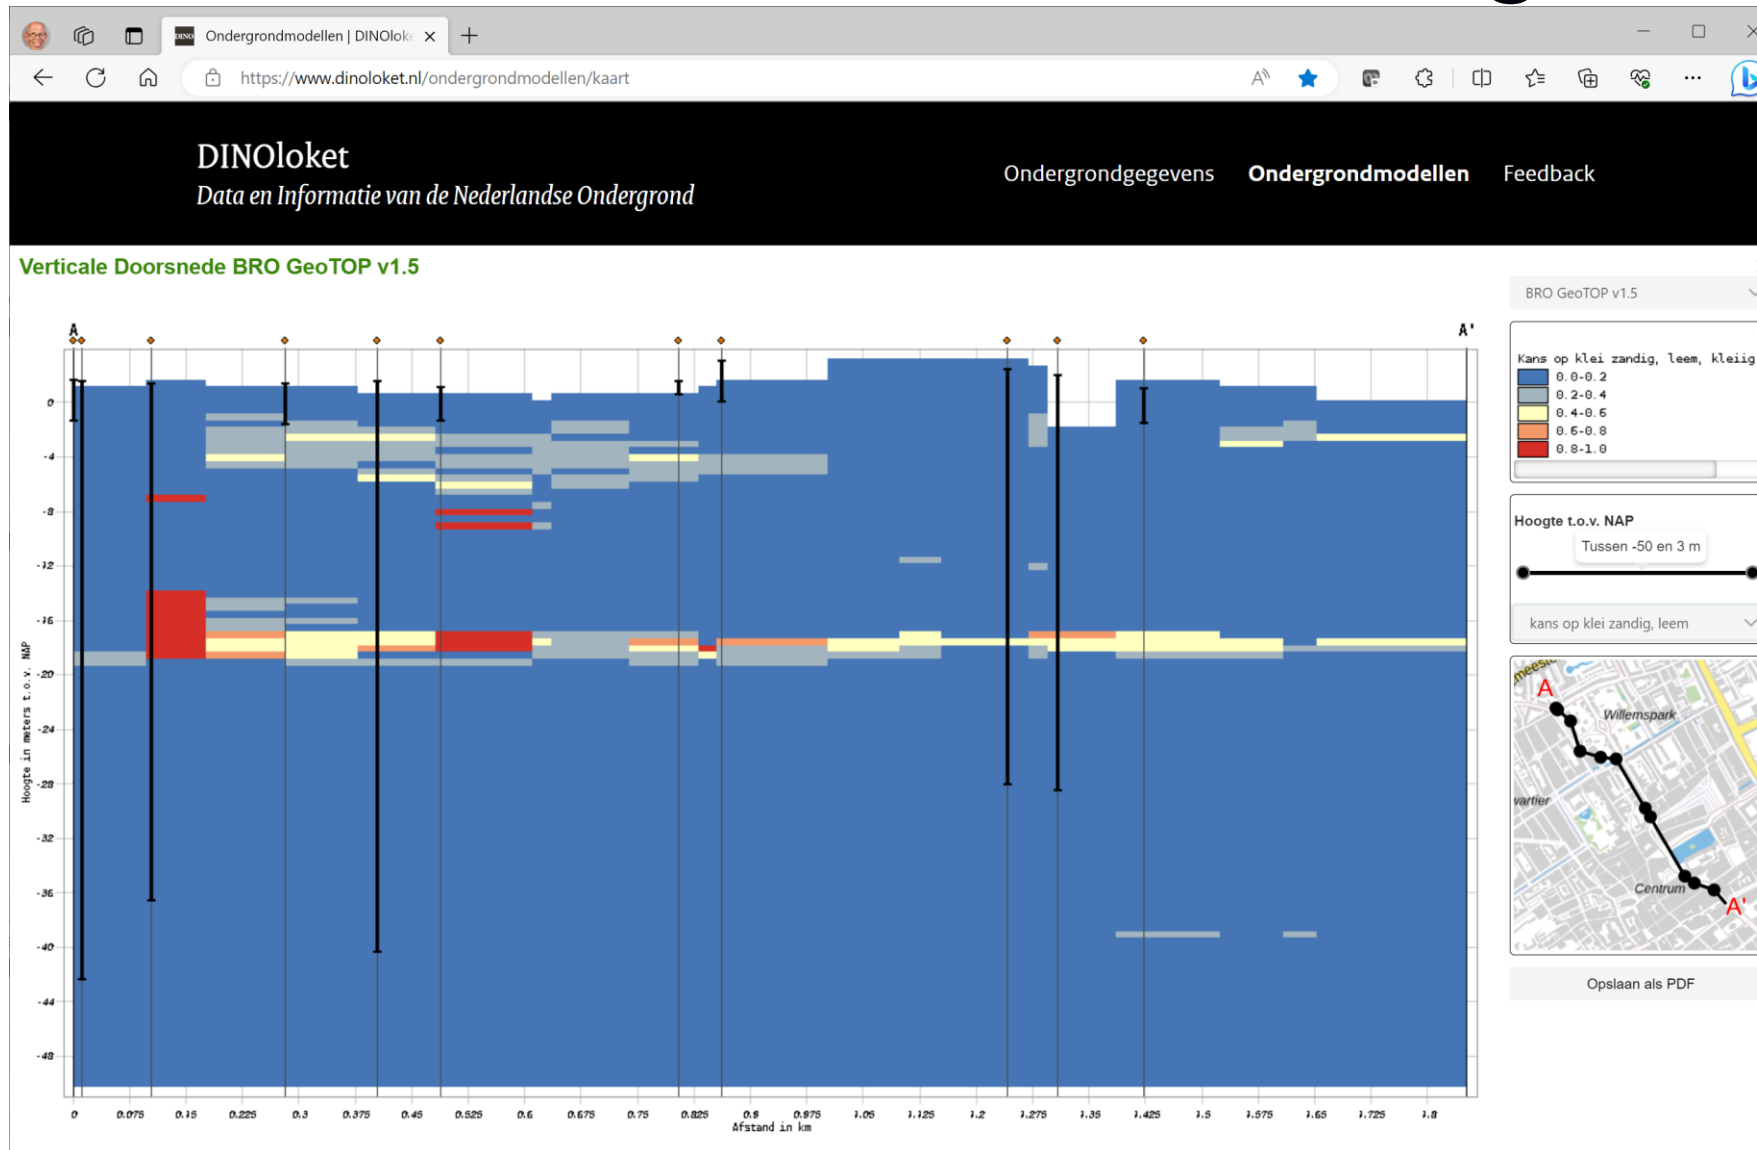 Ondergrondmodellen | DINOlok
https://www.dinoloket.nl/ondergrondmodellen/kaart
DINOloket
Data en Informatie van de Nederlandse Ondergrond
Ondergrondgegevens
Ondergrondmodellen
Feedback
Verticale Doorsnede BRO GeoTOP v1.5
BRO GeoTOP v1.5
A
A'
Kans op klei zandig, leem, kleiig
0.0-0.2
0.2-0.4
0.4-0.6
0.6-0.8
0.8-1.0
Hoogte t.o.v. NAP
Tussen -50 en 3 m
kans op klei zandig, leem
A
Willemspark
wartier
Centrum
A'
Opslaan als PDF
Hoogte in meters t.o.v. NAP
0
-4
-8
-12
-16
-20
-24
-28
-32
-36
-40
-44
-48
0 0.075 0.15 0.225 0.3 0.375 0.45 0.525 0.6 0.675 0.75 0.825 0.9 0.975 1.05 1.125 1.2 1.275 1.35 1.425 1.5 1.575 1.65 1.725 1.8
Afstand in km